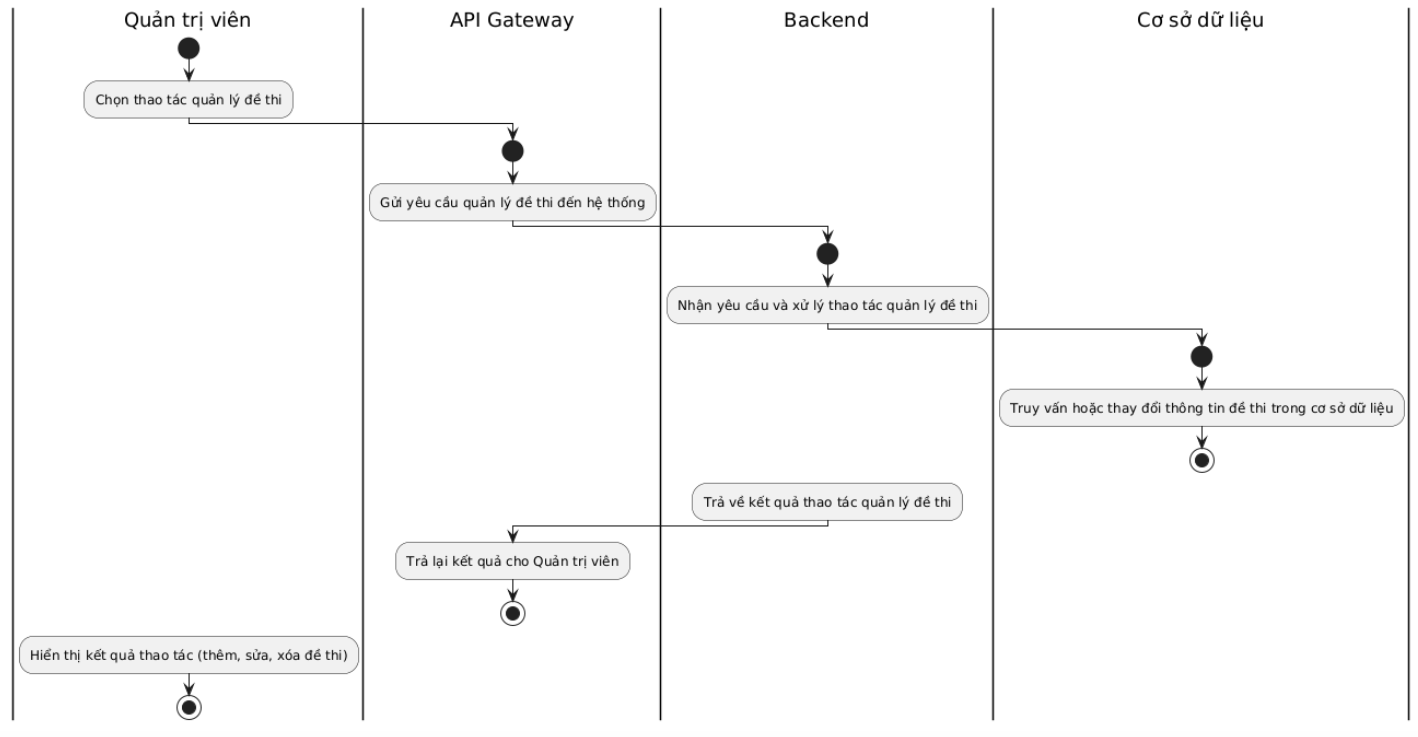 Quản trị viên
API Gateway
Backend
Cơ sở dữ liệu
Chọn thao tác quản lý đề thi
Gửi yêu cầu quản lý đề thi đến hệ thống
Nhận yêu cầu và xử lý thao tác quản lý đề thi
Truy vấn hoặc thay đổi thông tin đề thi trong cơ sở dữ liệu
Trả về kết quả thao tác quản lý đề thi
Trả lại kết quả cho Quản trị viên
Hiển thị kết quả thao tác (thêm, sửa, xóa đề thi)